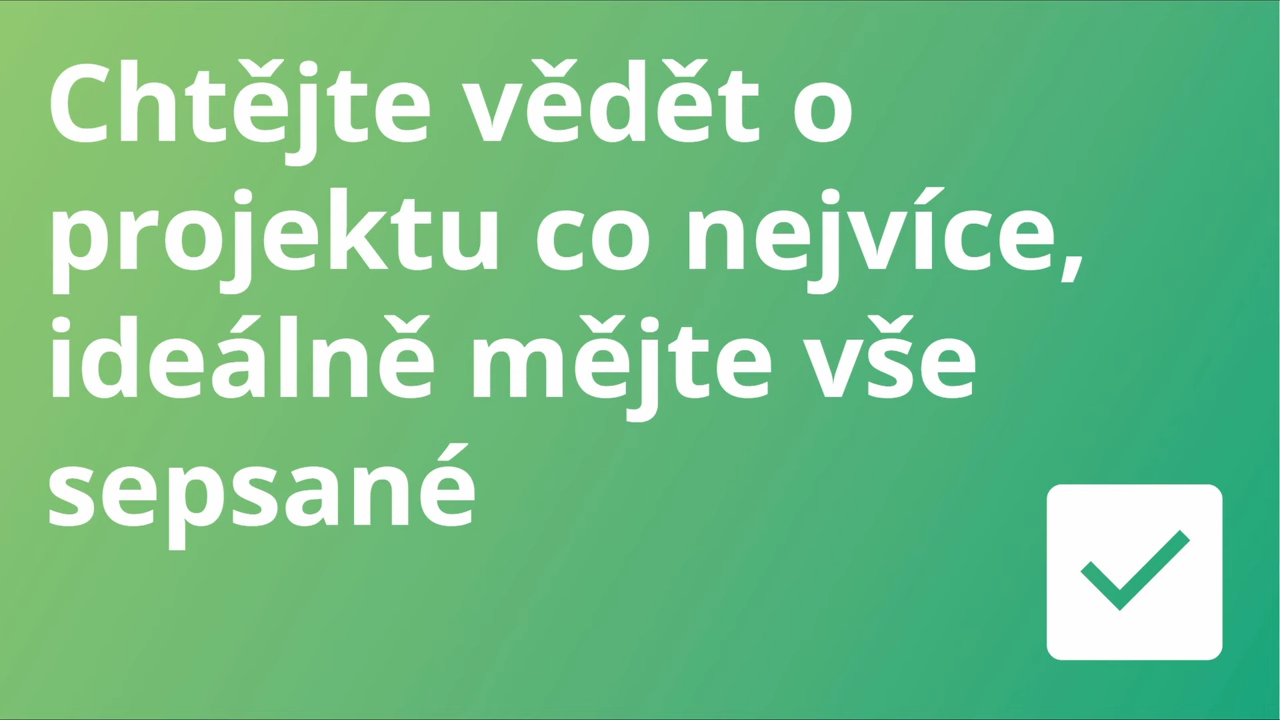 Chtějte vědět o
projektu co nejvíce,
ideálně mějte vše
sepsané